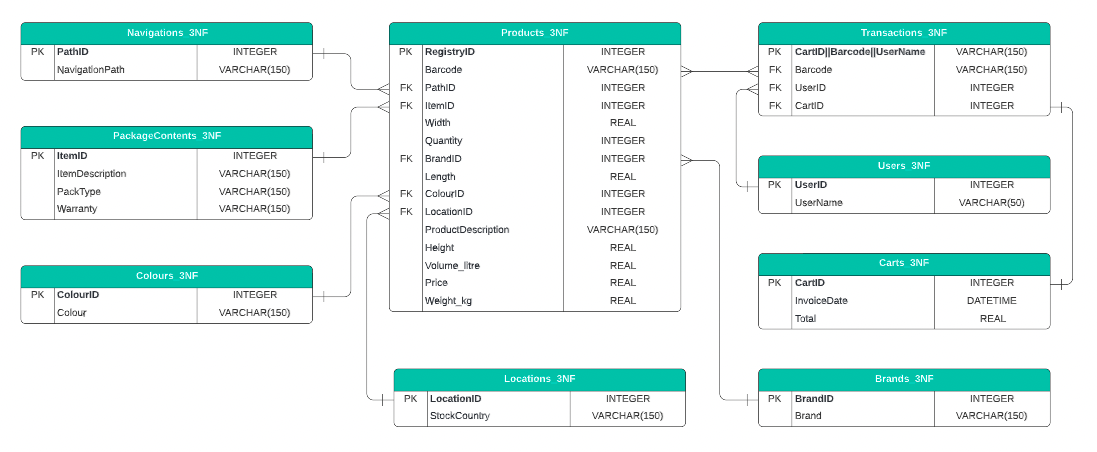 Navigations_3NF
PK PathID INTEGER
NavigationPath VARCHAR(150)
PackageContents_3NF
PK ItemID INTEGER
ItemDescription VARCHAR(150)
PackType VARCHAR(150)
Warranty VARCHAR(150)
Colours_3NF
PK ColourID INTEGER
Colour VARCHAR(150)
Products_3NF
PK RegistryID INTEGER
Barcode VARCHAR(150)
FK PathID INTEGER
FK ItemID INTEGER
Width REAL
Quantity INTEGER
FK BrandID INTEGER
Length REAL
FK ColourID INTEGER
FK LocationID INTEGER
ProductDescription VARCHAR(150)
Height REAL
Volume_litre REAL
Price REAL
Weight_kg REAL
Locations_3NF
PK LocationID INTEGER
StockCountry VARCHAR(150)
Transactions_3NF
PK CartID||Barcode||UserName VARCHAR(150)
FK Barcode VARCHAR(150)
FK UserID INTEGER
FK CartID INTEGER
Users_3NF
PK UserID INTEGER
UserName VARCHAR(50)
Carts_3NF
PK CartID INTEGER
InvoiceDate DATETIME
Total REAL
Brands_3NF
PK BrandID INTEGER
Brand VARCHAR(150)